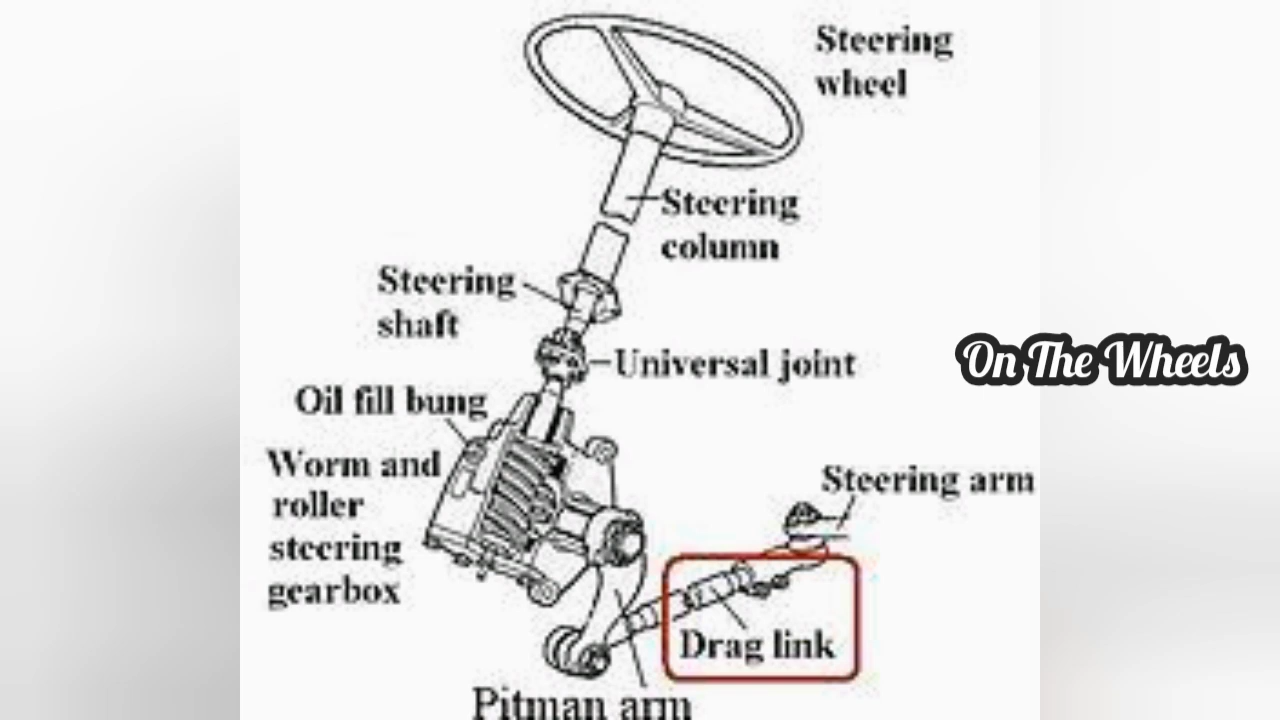 Steering
wheel
Steering
column
Steering
shaft
Universal joint
Oil fill bung
Worm and
roller
steering
gearbox
On The Wheels
Steering arm
Drag link
Pitman arm